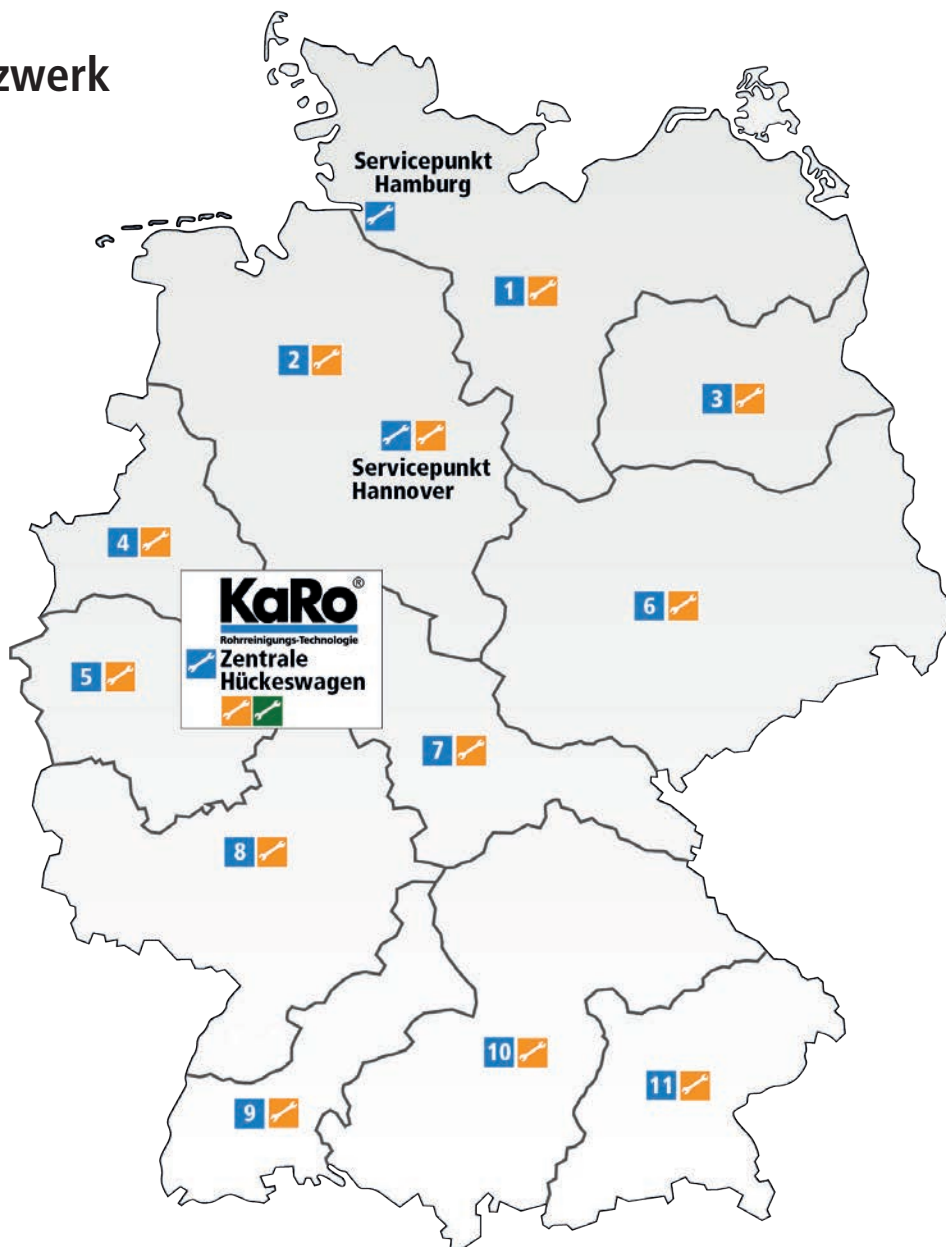 zwerk
Servicepunkt
Hamburg
1
2
3
Servicepunkt
Hannover
4
KaRo®
Rohrreinigungs-Technologie
Zentrale
Hückeswagen
5
6
7
8
9
10
11